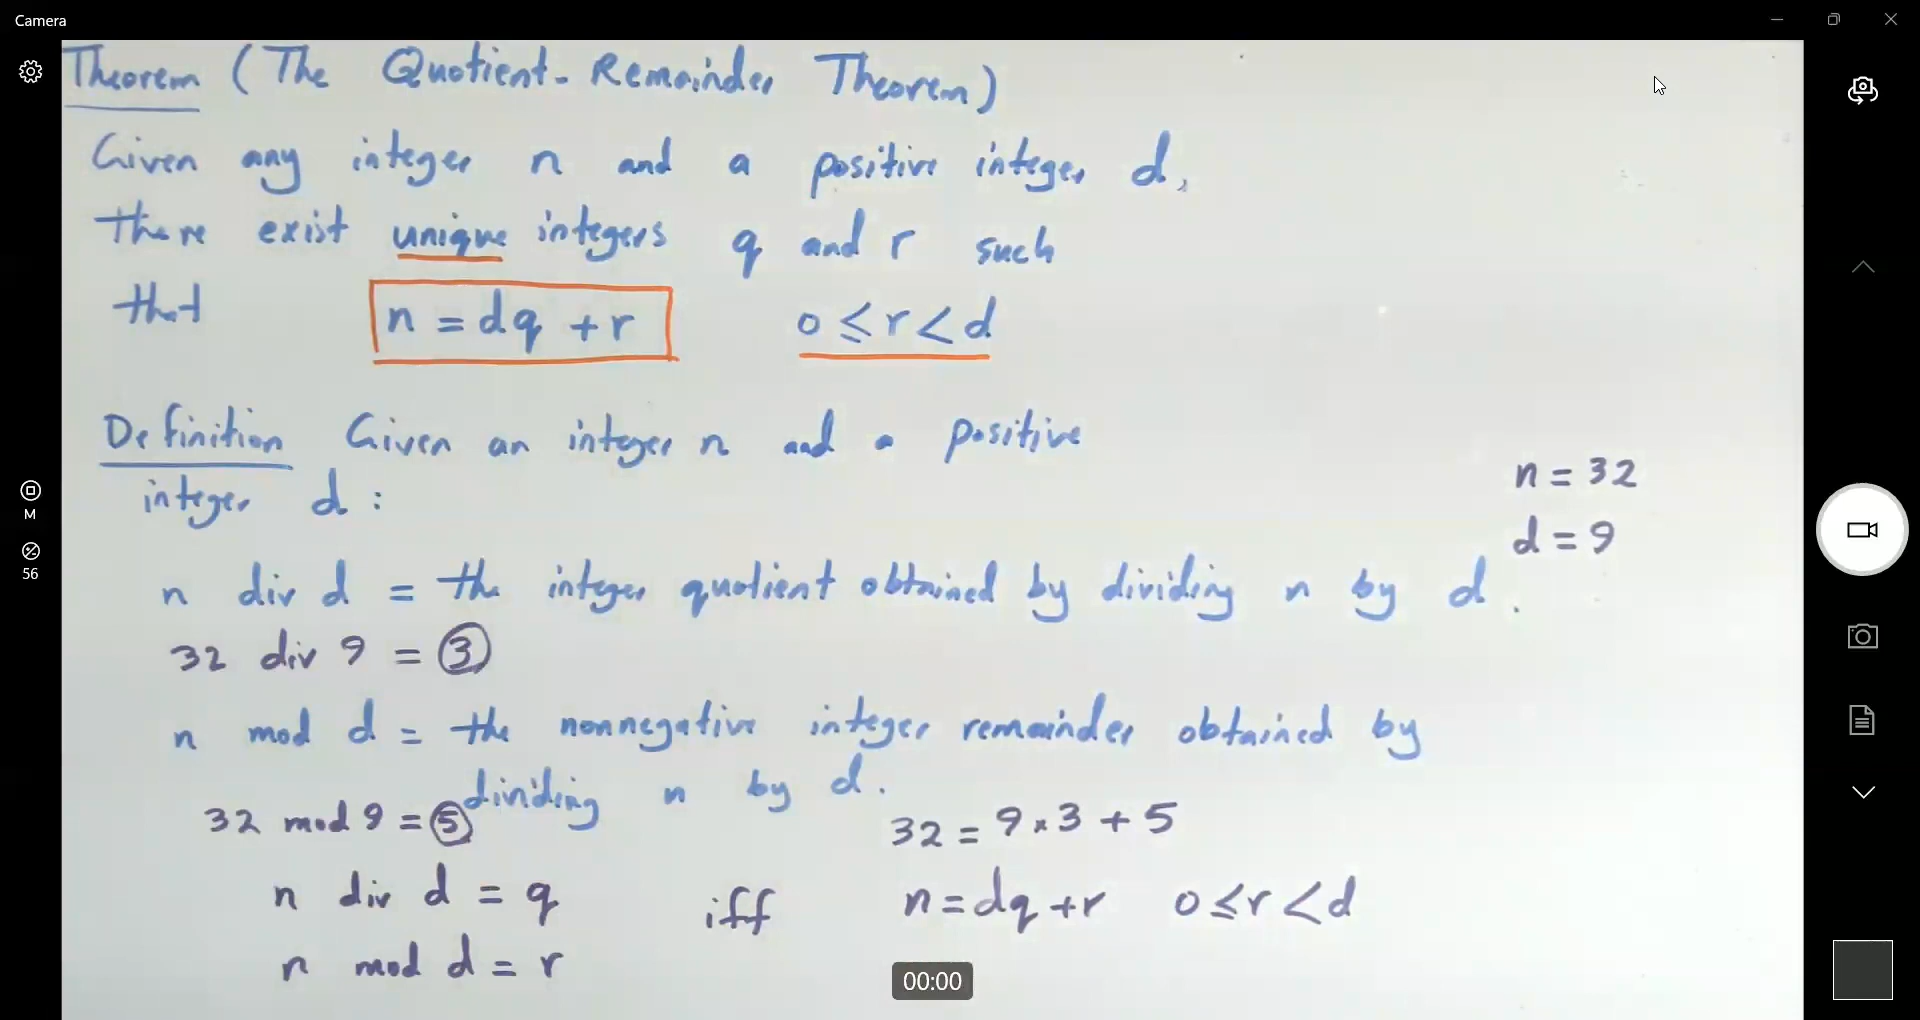 Camera
Theorem (The Quotient-Remainder Theorem)
Given any integer n and a positive integer d,
there exist unique integers q and r such
that n = dq + r 0 ≤ r < d
Definition Given an integer n and a positive
integer d :
n = 32
d = 9
n div d = the integer quotient obtained by dividing n by d.
32 div 9 = 3
n mod d = the nonnegative integer remainder obtained by
dividing n by d.
32 mod 9 = 5
32 = 9 × 3 + 5
n div d = q
n mod d = r
iff n = dq + r 0 ≤ r < d
M
56
00:00